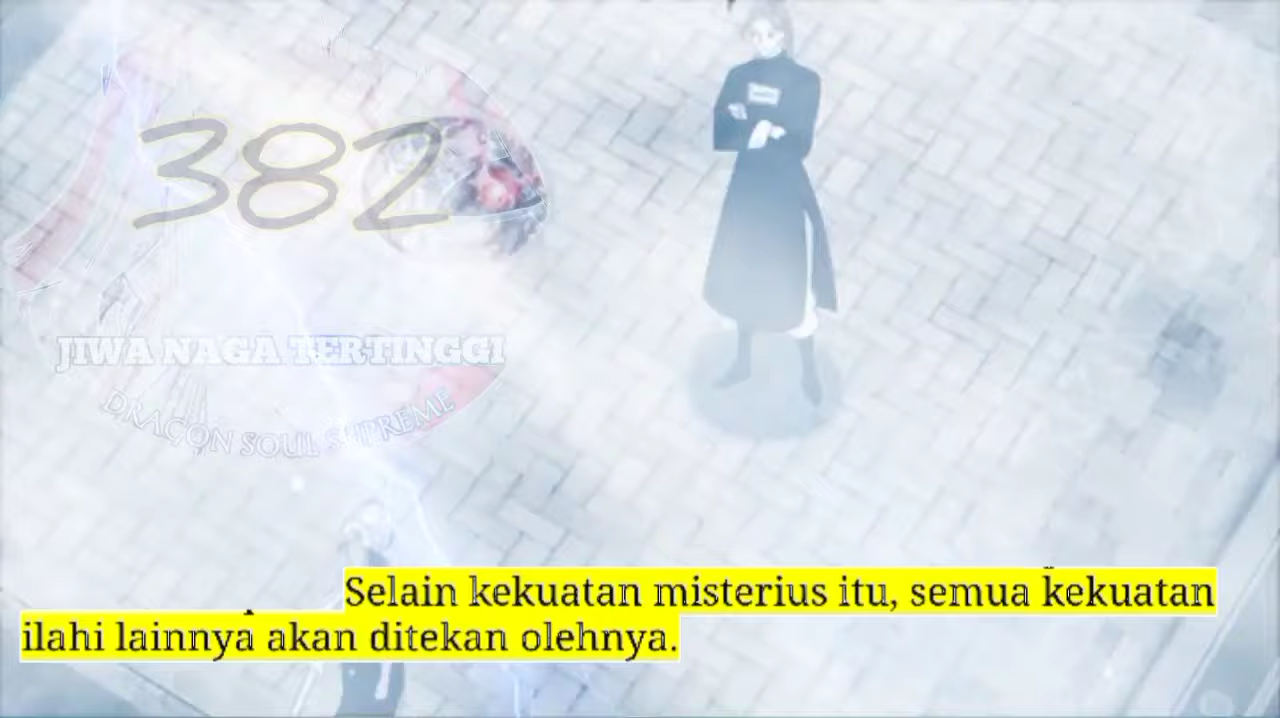 382
JIWA NAGA TERTINGGI
DRAGON SOUL SUPREME
Selain kekuatan misterius itu, semua kekuatan
ilahi lainnya akan ditekan olehnya.